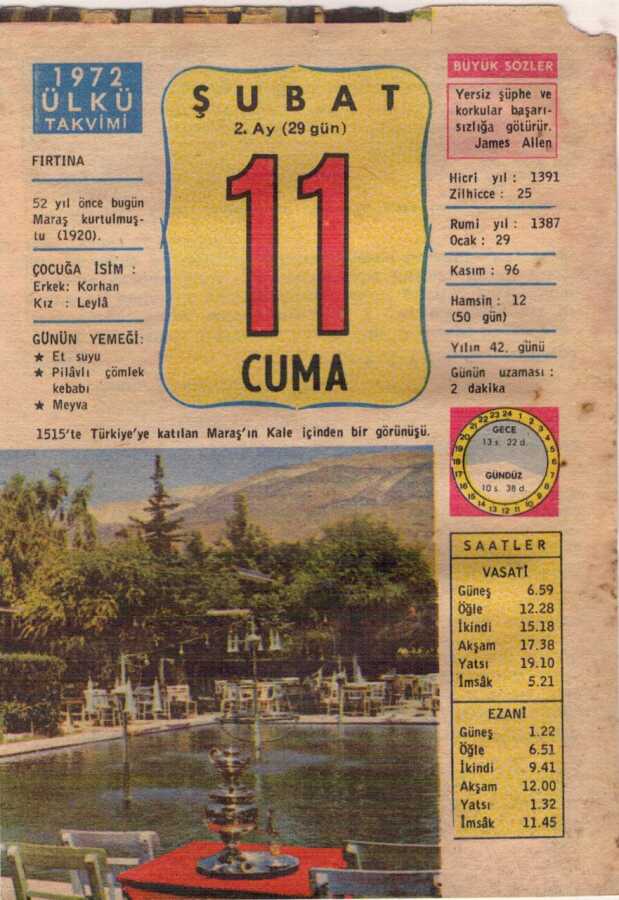 1972
ÜLKÜ
TAKVİMİ
FIRTINA
52 yıl önce bugün
Maraş kurtulmuş-
tu (1920).
ÇOCUĞA İSİM :
Erkek: Korhan
Kız : Leylâ
GÜNÜN YEMEĞİ:
★ Et suyu
★ Pilâvlı çömlek
kebabı
★ Meyva
ŞUBAT
2. Ay (29 gün)
11
CUMA
BÜYÜK SÖZLER
Yersiz şüphe ve
korkular başarı-
sızlığa götürür.
James Allen
Hicri yıl : 1391
Zilhicce : 25
Rumi yıl : 1387
Ocak : 29
Kasım : 96
Hamsin : 12
(50 gün)
Yılın 42. günü
Günün uzaması :
2 dakika
1515'te Türkiye'ye katılan Maraş'ın Kale içinden bir görünüşü.
GECE
13 s. 22 d.
GÜNDÜZ
10 s. 38 d.
SAATLER
VASATİ
Güneş 6.59
Öğle 12.28
İkindi 15.18
Akşam 17.38
Yatsı 19.10
İmsâk 5.21
EZANİ
Güneş 1.22
Öğle 6.51
İkindi 9.41
Akşam 12.00
Yatsı 1.32
İmsâk 11.45